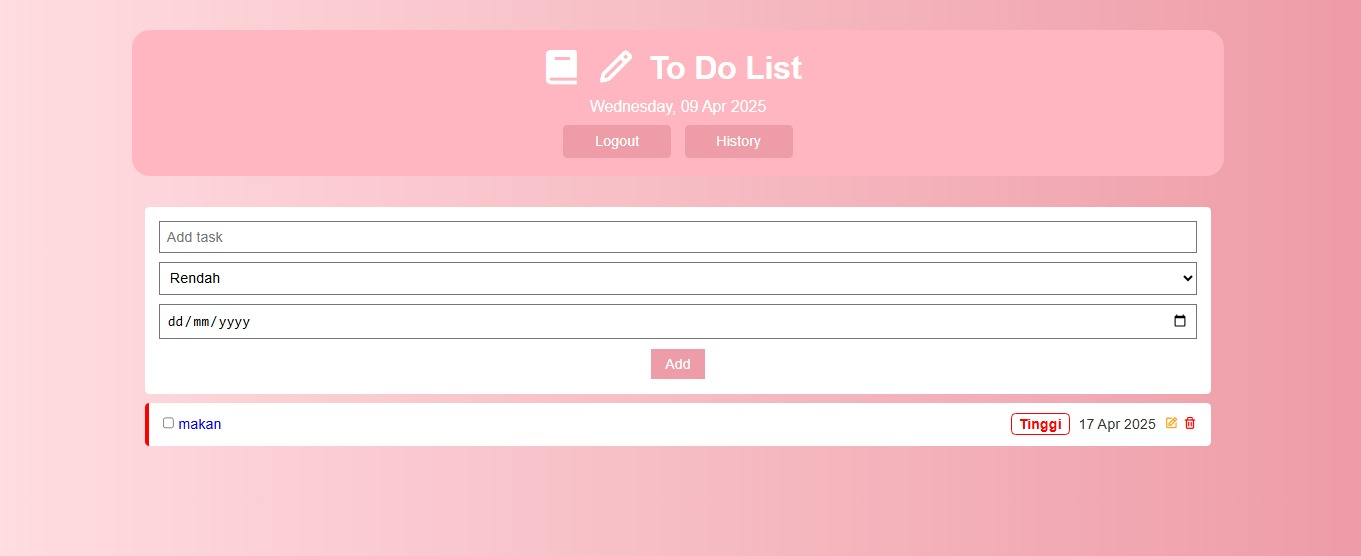 To Do List
Wednesday, 09 Apr 2025
Logout History
Add task
Rendah
dd/mm/yyyy
Add
makan Tinggi 17 Apr 2025